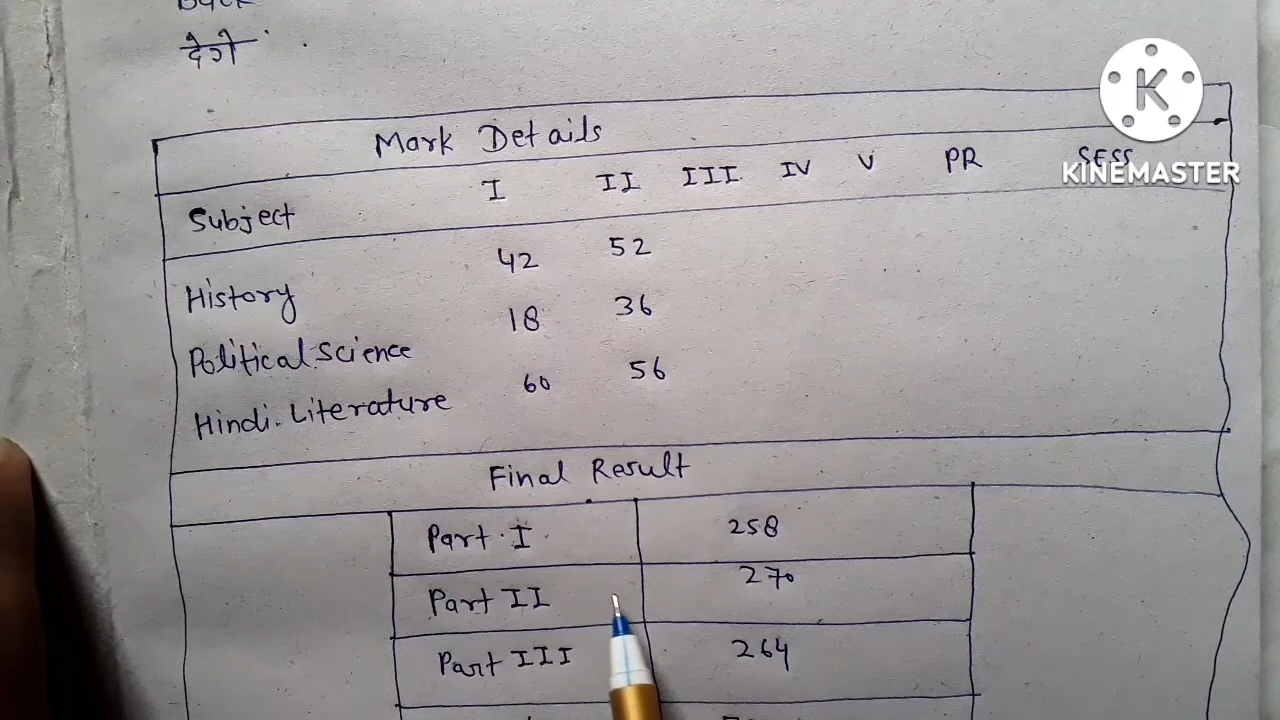 देगे
Mark Details
Subject I II III IV V PR SESS
History 42 52
Political Science 18 36
Hindi. Literature 60 56
Final Result
Part I 258
Part II 270
Part III 264
K
KINEMASTER